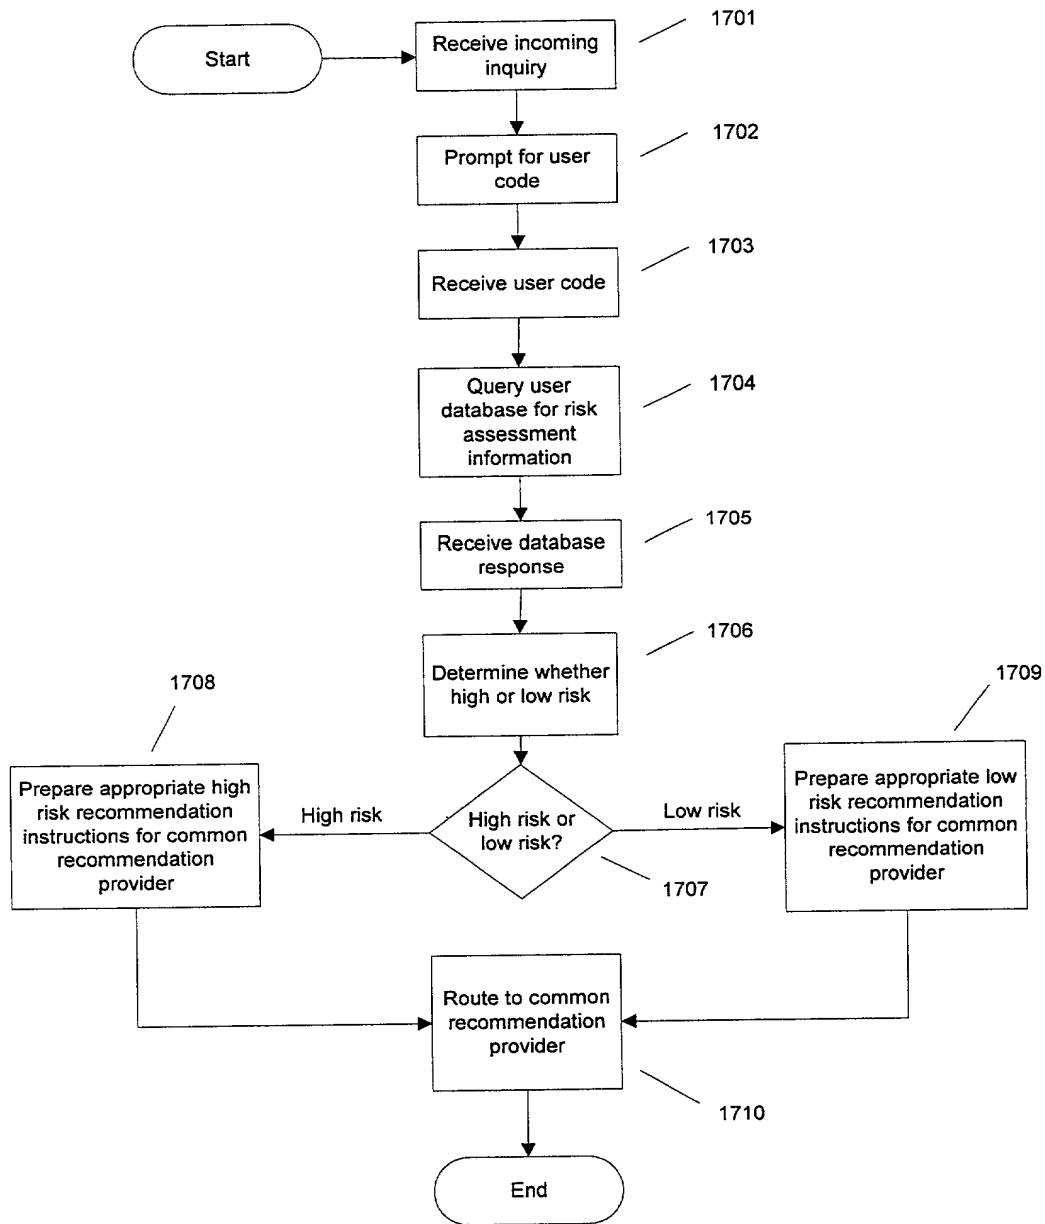 1701
Start
Receive incoming
inquiry
1702
Prompt for user
code
1703
Receive user code
1704
Query user
database for risk
assessment
information
1705
Receive database
response
1706
Determine whether
high or low risk
1708
1709
Prepare appropriate high
risk recommendation
instructions for common
recommendation
provider
High risk
High risk or
low risk?
Low risk
Prepare appropriate low
risk recommendation
instructions for common
recommendation
provider
1707
Route to common
recommendation
provider
1710
End